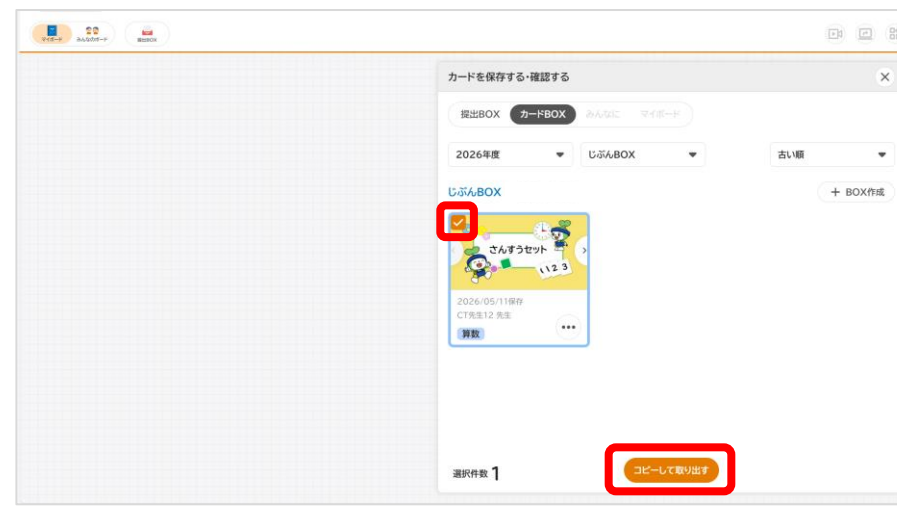 マイボード みんなのボード 提出BOX
カードを保存する・確認する
提出BOX カードBOX みんなに マイボード
2026年度 じぶんBOX 古い順
じぶんBOX
+ BOX作成
さんすうセット
1 2 3
2026/05/11保存
CT先生12 先生
算数
選択件数 1
コピーして取り出す